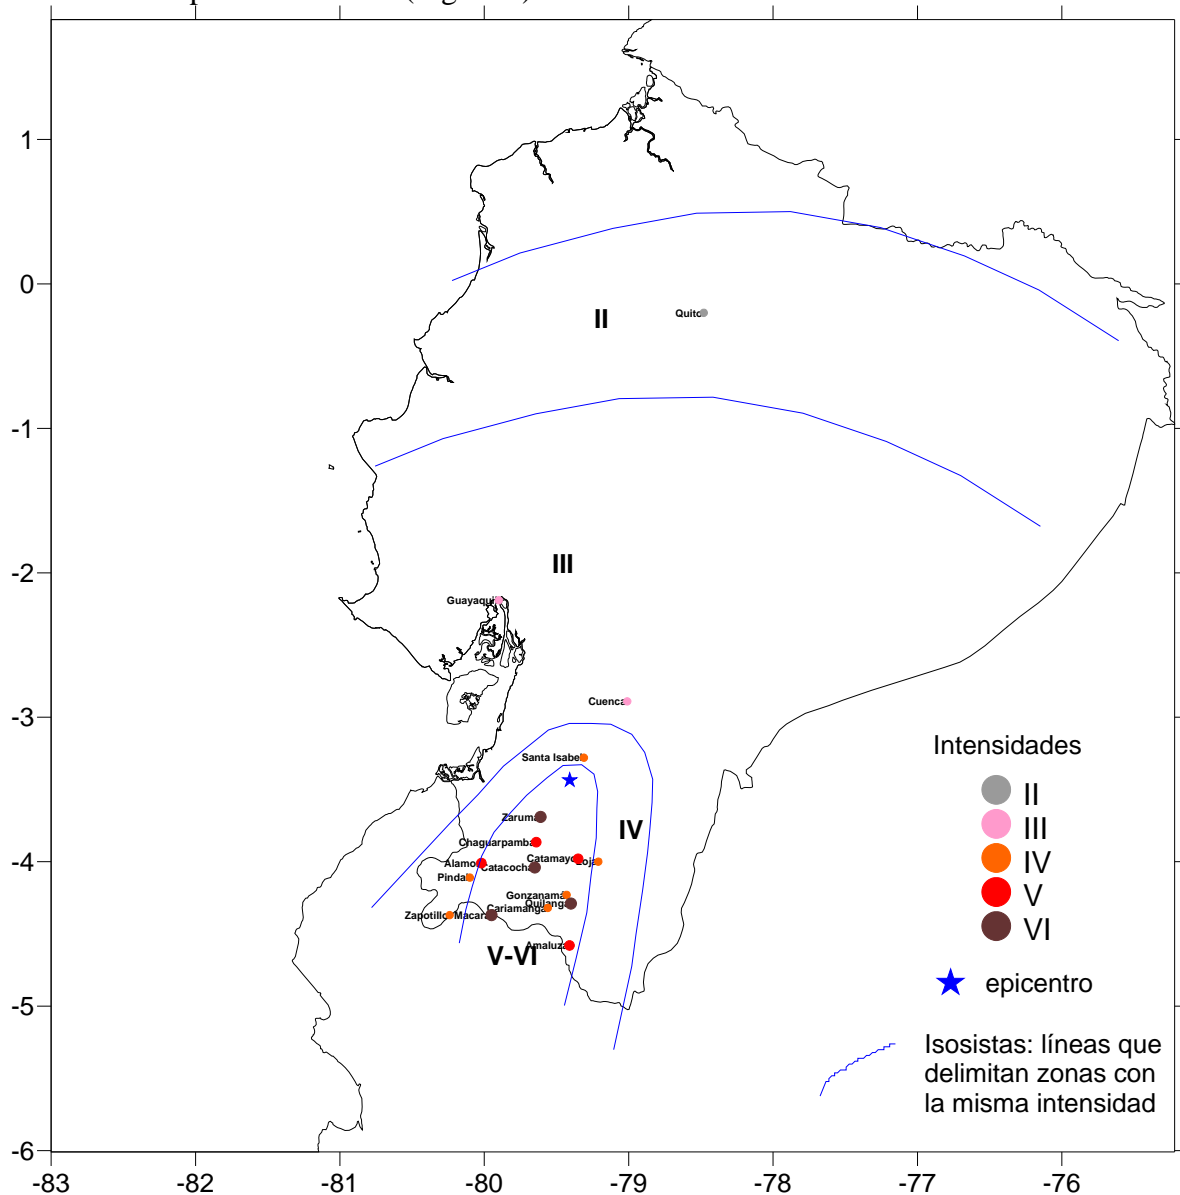 1
0
-1
-2
-3
-4
-5
-6
-83
-82
-81
-80
-79
-78
-77
-76
II
Quito
III
Guayaquil
Cuenca
Santa Isabel
Zaruma
IV
Chaguarpamba
Alamor
Catacocha
Catamayo
Loja
Pindal
Gonzanamá
Quilanga
Cariamanga
Zapotillo
Macará
Amaluza
V-VI
Intensidades
II
III
IV
V
VI
epicentro
Isosistas: líneas que
delimitan zonas con
la misma intensidad